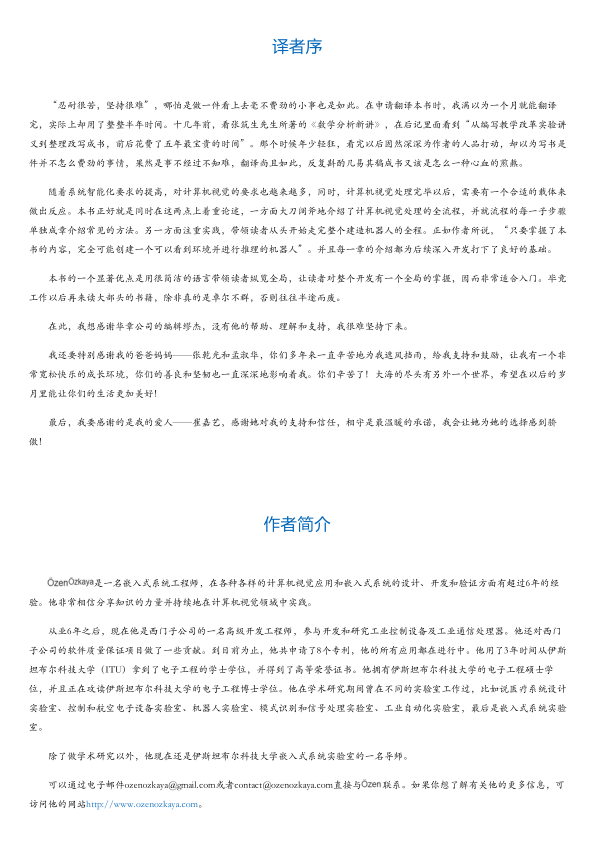 译者序
“忍耐很苦，坚持很难”，哪怕是做一件看上去毫不费劲的小事也是如此。在申请翻译本书时，我满以为一个月就能翻译
完，实际上却用了整整半年时间。十几年前，看张筑生先生所著的《数学分析新讲》，在后记里面看到“从编写教学改革实验讲
义到整理改写成书，前后花费了五年最宝贵的时间”。那个时候年少轻狂，看完以后固然深深为作者的人品打动，却以为写书是
件并不怎么费劲的事情，果然是事不经过不知难，翻译尚且如此，反复斟酌几易其稿成书又该是怎么一种心血的煎熬。
随着系统智能化要求的提高，对计算机视觉的要求也越来越多，同时，计算机视觉处理完毕以后，需要有一个合适的载体来
做出反应。本书正好就是同时在这两点上着重论述，一方面大刀阔斧地介绍了计算机视觉处理的全流程，并就流程的每一子步骤
单独成章介绍常见的方法。另一方面注重实践，带领读者从头开始走完整个建造机器人的全程。正如作者所说，“只要掌握了本
书的内容，完全可能创建一个可以看到环境并进行推理的机器人”。并且每一章的介绍都为后续深入开发打下了良好的基础。
本书的一个显著优点是用很简洁的语言带领读者纵览全局，让读者对整个开发有一个全局的掌握，因而非常适合入门。毕竟
工作以后再来读大部头的书籍，除非真的是卓尔不群，否则往往半途而废。
在此，我想感谢华章公司的编辑缪杰，没有他的帮助、理解和支持，我很难坚持下来。
我还要特别感谢我的爸爸妈妈——张乾光和孟淑华，你们多年来一直辛苦地为我遮风挡雨，给我支持和鼓励，让我有一个非
常宽松快乐的成长环境，你们的善良和坚韧也一直深深地影响着我。你们辛苦了！大海的尽头有另外一个世界，希望在以后的岁
月里能让你们的生活更加美好！
最后，我要感谢的是我的爱人——崔嘉艺，感谢她对我的支持和信任，相守是最温暖的承诺，我会让她为她的选择感到骄
傲！
作者简介
ÖzenÖzkaya是一名嵌入式系统工程师，在各种各样的计算机视觉应用和嵌入式系统的设计、开发和验证方面有超过6年的经
验。他非常相信分享知识的力量并持续地在计算机视觉领域中实践。
从业6年之后，现在他是西门子公司的一名高级开发工程师，参与开发和研究工业控制设备及工业通信处理器。他还对西门
子公司的软件质量保证项目做了一些贡献。到目前为止，他共申请了8个专利，他的所有应用都在进行中。他用了3年时间从伊斯
坦布尔科技大学（ITU）拿到了电子工程的学士学位，并得到了高等荣誉证书。他拥有伊斯坦布尔科技大学的电子工程硕士学
位，并且正在攻读伊斯坦布尔科技大学的电子工程博士学位。他在学术研究期间曾在不同的实验室工作过，比如说医疗系统设计
实验室、控制和航空电子设备实验室、机器人实验室、模式识别和信号处理实验室、工业自动化实验室，最后是嵌入式系统实验
室。
除了做学术研究以外，他现在还是伊斯坦布尔科技大学嵌入式系统实验室的一名导师。
可以通过电子邮件ozenozkaya@gmail.com或者contact@ozenozkaya.com直接与Özen联系。如果你想了解有关他的更多信息，可
访问他的网站http://www.ozenozkaya.com。